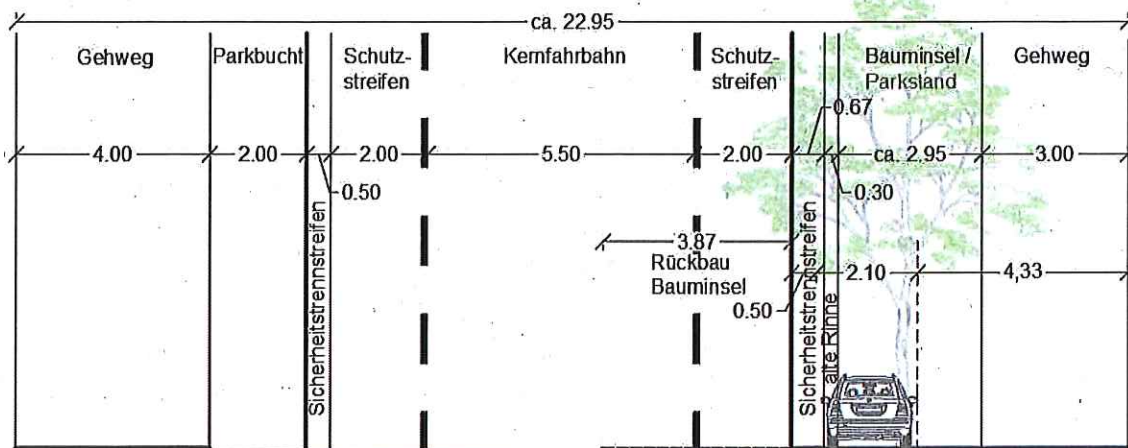 ca. 22.95
Gehweg
Parkbucht
Schutz-
streifen
Kernfahrbahn
Schutz-
streifen
Bauminsel /
Parksland
Gehweg
0.67
4.00
2.00
2.00
5.50
2.00
ca. 2.95
3.00
0.50
0.30
Sicherheitstrennstreifen
3.87
Rückbau
Bauminsel
2.10
4,33
0.50
Sicherheitstrennstreifen
alte Rinne